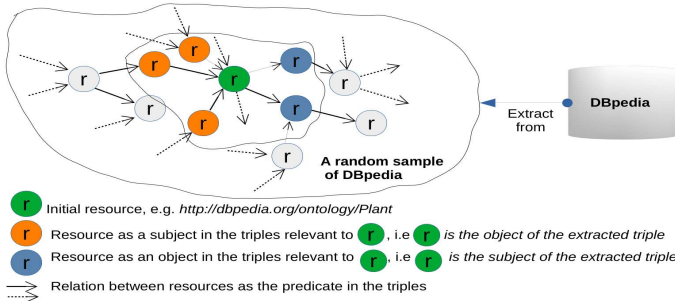 r
r
r
r
r
r
r
r
r
r
r
DBpedia
Extract
from
A random sample
of DBpedia
r Initial resource, e.g. http://dbpedia.org/ontology/Plant
r Resource as a subject in the triples relevant to r , i.e r is the object of the extracted triple
r Resource as an object in the triples relevant to r , i.e r is the subject of the extracted triple
Relation between resources as the predicate in the triples